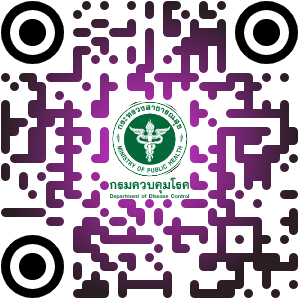 กระทรวงสาธารณสุข
MINISTRY OF PUBLIC HEALTH
กรมควบคุมโรค
Department of Disease Control